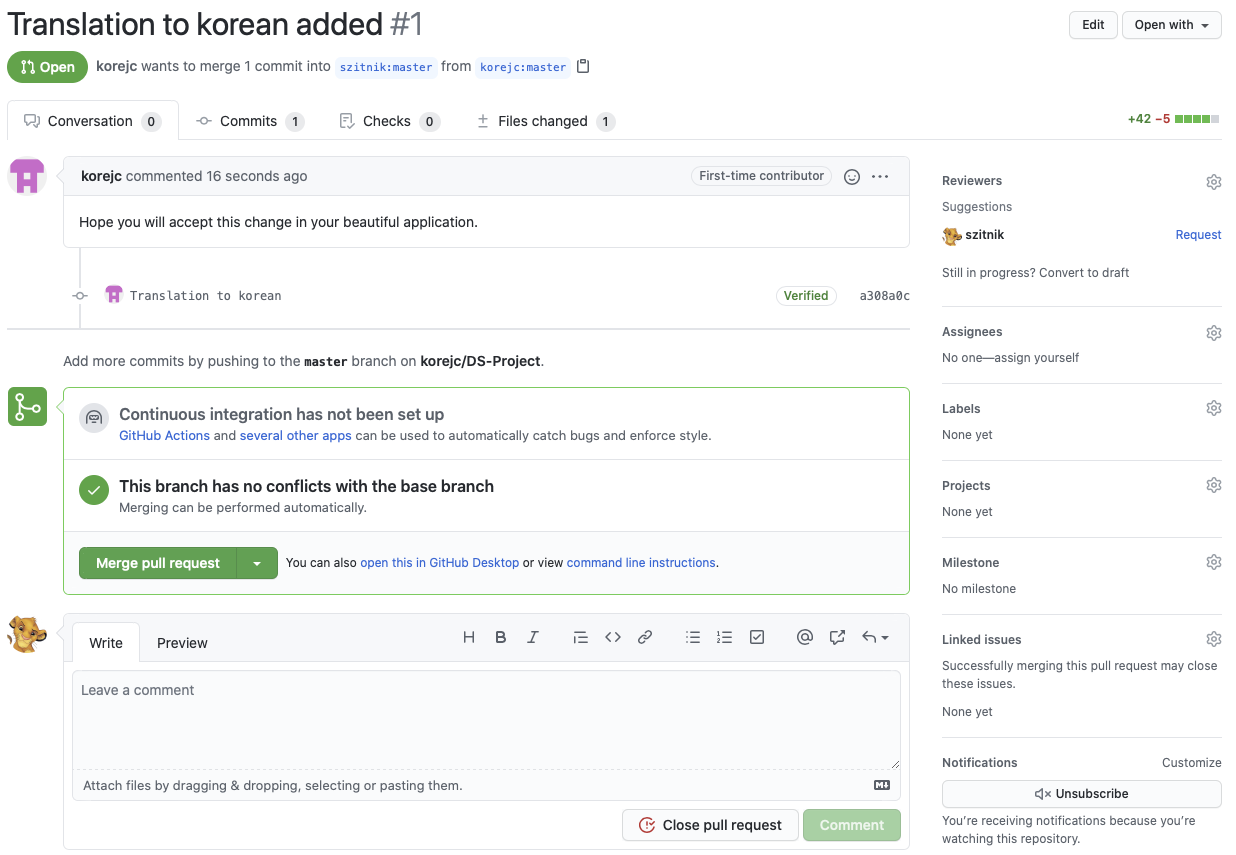 Translation to korean added #1
Edit
Open with
Open
korejc wants to merge 1 commit into szitnik:master from korejc:master
Conversation 0
Commits 1
Checks 0
Files changed 1
+42 −5
korejc commented 16 seconds ago
First-time contributor
Hope you will accept this change in your beautiful application.
Translation to korean
Verified
a308a0c
Add more commits by pushing to the master branch on korejc/DS-Project.
Continuous integration has not been set up
GitHub Actions and several other apps can be used to automatically catch bugs and enforce style.
This branch has no conflicts with the base branch
Merging can be performed automatically.
Merge pull request
You can also open this in GitHub Desktop or view command line instructions.
Write
Preview
Leave a comment
Attach files by dragging & dropping, selecting or pasting them.
Close pull request
Comment
Reviewers
Suggestions
szitnik
Request
Still in progress? Convert to draft
Assignees
No one—assign yourself
Labels
None yet
Projects
None yet
Milestone
No milestone
Linked issues
Successfully merging this pull request may close
these issues.
None yet
Notifications
Customize
Unsubscribe
You're receiving notifications because you're
watching this repository.